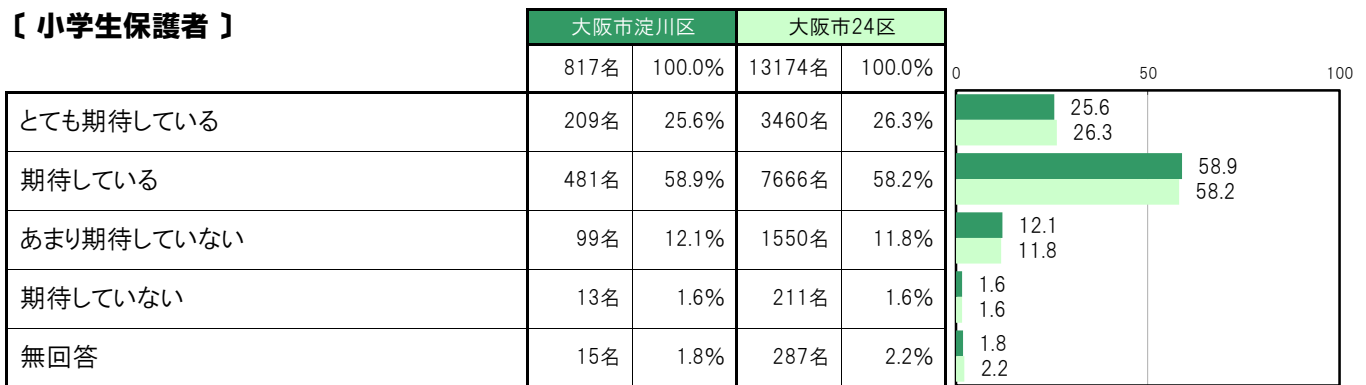 〔 小学生保護者 〕
大阪市淀川区 大阪市24区
817名 100.0% 13174名 100.0%
0 50 100
とても期待している 209名 25.6% 3460名 26.3%
25.6
26.3
期待している 481名 58.9% 7666名 58.2%
58.9
58.2
あまり期待していない 99名 12.1% 1550名 11.8%
12.1
11.8
期待していない 13名 1.6% 211名 1.6%
1.6
1.6
無回答 15名 1.8% 287名 2.2%
1.8
2.2